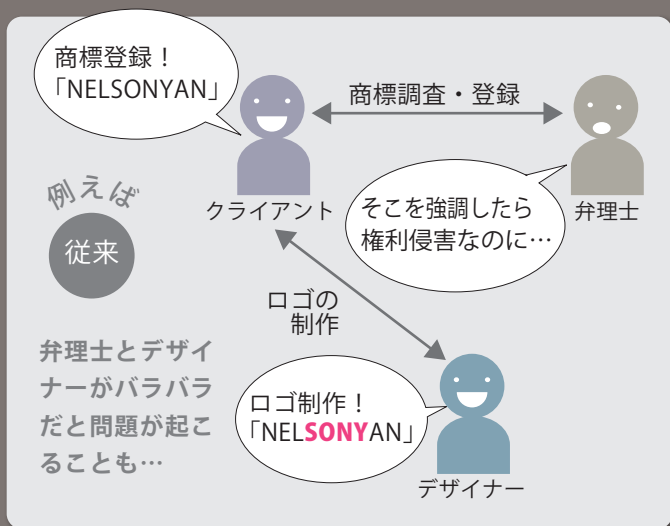 商標登録！
「NELSONYAN」
商標調査・登録
クライアント
弁理士
そこを強調したら
権利侵害なのに…
例えば
従来
ロゴの
制作
弁理士とデザイ
ナーがバラバラ
だと問題が起こ
ることも…
ロゴ制作！
「NELSONYAN」
デザイナー